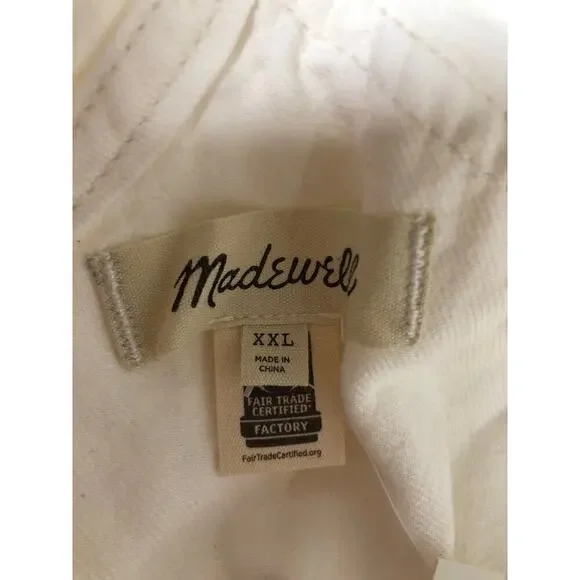 Madewell
XXL
MADE IN
CHINA
FAIR TRADE
CERTIFIED
FACTORY
FairTradeCertified.org